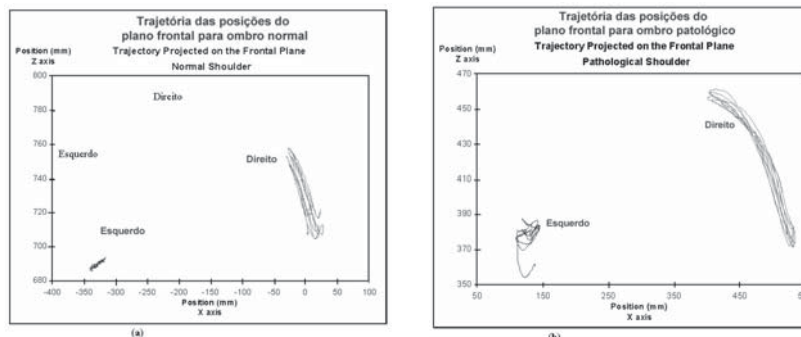 Trajetória das posições do
plano frontal para ombro normal
Position (mm)
Z axis
Trajectory Projected on the Frontal Plane
Normal Shoulder
800
780
760
740
720
700
680
Direito
Esquerdo
Direito
Esquerdo
-400
-350
-300
-250
-200
-150
-100
-50
0
50
100
Position (mm)
X axis
(a)
Trajetória das posições do
plano frontal para ombro patológico
Position (mm)
Z axis
Trajectory Projected on the Frontal Plane
Pathological Shoulder
470
450
430
410
390
370
350
Direito
Esquerdo
50
150
250
350
450
Position (mm)
X axis